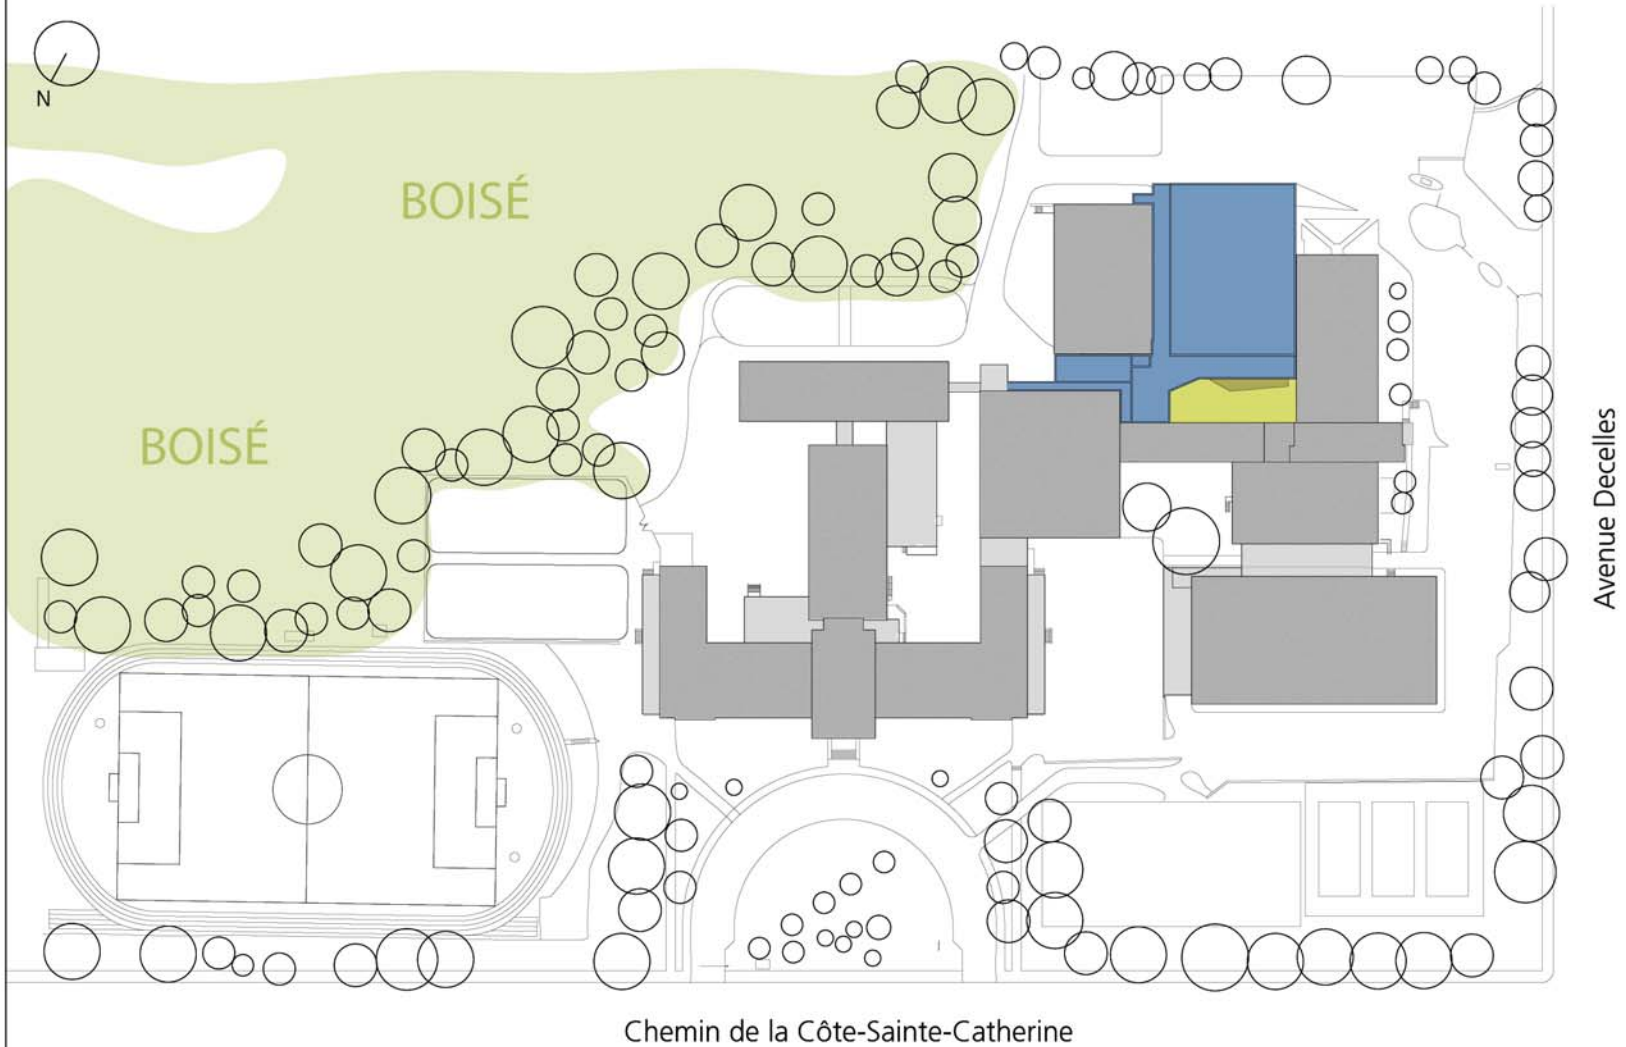 N
BOISÉ
BOISÉ
Avenue Decelles
Chemin de la Côte-Sainte-Catherine